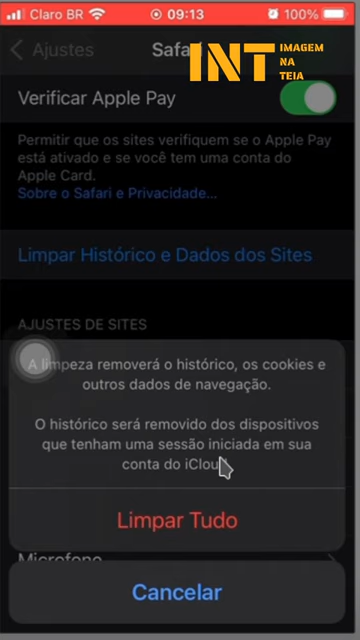 Claro BR 09:13 100%
Ajustes Safa
INT IMAGEM
NA
TEIA
Verificar Apple Pay
Permitir que os sites verifiquem se o Apple Pay
está ativado e se você tem uma conta do
Apple Card.
Sobre o Safari e Privacidade...
Limpar Histórico e Dados dos Sites
AJUSTES DE SITES
A limpeza removerá o histórico, os cookies e
outros dados de navegação.
O histórico será removido dos dispositivos
que tenham uma sessão iniciada em sua
conta do iCloud.
Limpar Tudo
Microfone
Cancelar